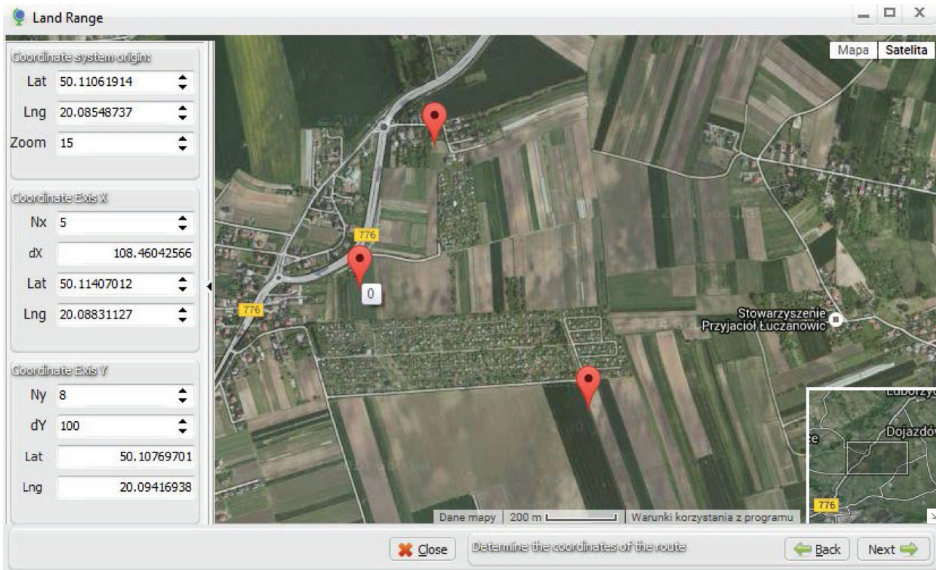 Land Range
Coordinate system origin:
Lat 50.11061914
Lng 20.08548737
Zoom 15
Coordinate Exis X
Nx 5
dX 108.46042566
Lat 50.11407012
Lng 20.08831127
Coordinate Exis Y
Ny 8
dY 100
Lat 50.10769701
Lng 20.09416938
Mapa Satelita
776
0
776
Stowarzyszenie
Przyjaciół Łuczanowic
Dojazdów
776
Dane mapy 200 m Warunki korzystania z programu
Close
Determine the coordinates of the route
Back Next